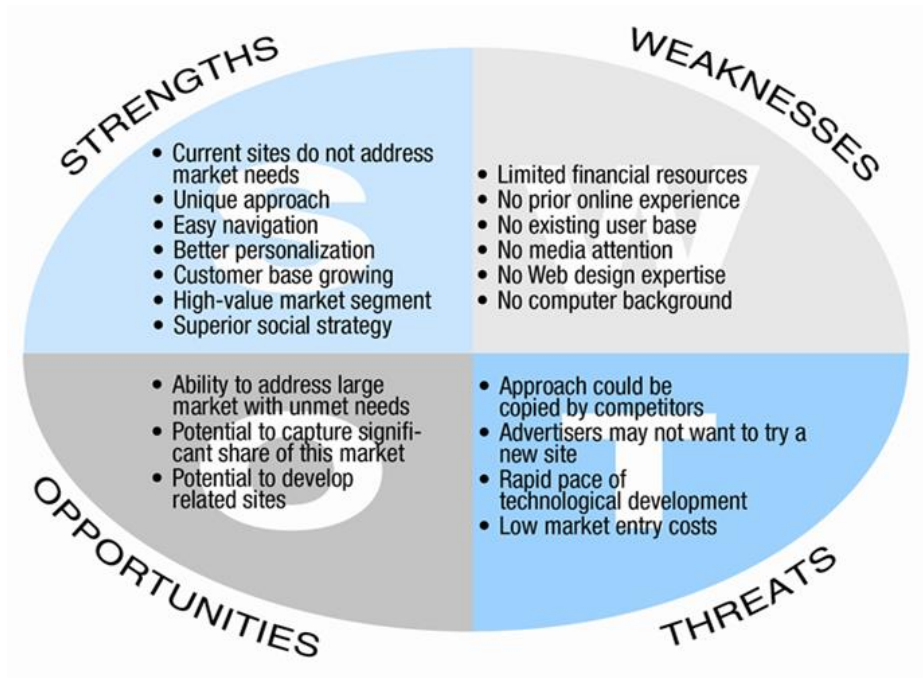 STRENGTHS
• Current sites do not address
market needs
• Unique approach
• Easy navigation
• Better personalization
• Customer base growing
• High-value market segment
• Superior social strategy
S
WEAKNESSES
• Limited financial resources
• No prior online experience
• No existing user base
• No media attention
• No Web design expertise
• No computer background
W
OPPORTUNITIES
• Ability to address large
market with unmet needs
• Potential to capture signifi-
cant share of this market
• Potential to develop
related sites
O
THREATS
• Approach could be
copied by competitors
• Advertisers may not want to try a
new site
• Rapid pace of
technological development
• Low market entry costs
T